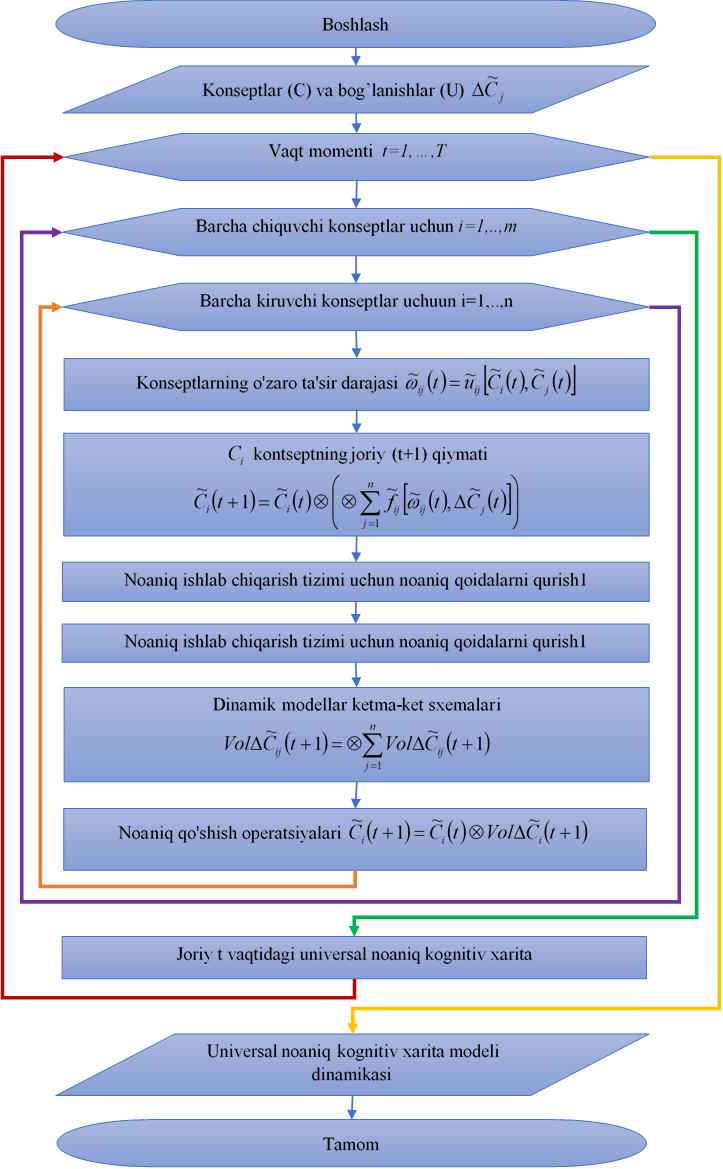 Boshlash
Konseptlar (C) va bog’lanishlar (U) ΔC̃ⱼ
Vaqt momenti t=1, ... ,T
Barcha chiquvchi konseptlar uchun i=1,..,m
Barcha kiruvchi konseptlar uchuun i=1,..,n
Konseptlarning o'zaro ta'sir darajasi ω̃ᵢⱼ(t) = ũᵢⱼ[C̃ᵢ(t), C̃ⱼ(t)]
Cᵢ kontseptning joriy (t+1) qiymati
C̃ᵢ(t + 1) = C̃ᵢ(t) ⊗ (⊗ ∑ⱼ₌₁ⁿ f̃ᵢⱼ[ω̃ᵢⱼ(t), ΔC̃ⱼ(t)])
Noaniq ishlab chiqarish tizimi uchun noaniq qoidalarni qurish1
Noaniq ishlab chiqarish tizimi uchun noaniq qoidalarni qurish1
Dinamik modellar ketma-ket sxemalari
VolΔC̃ᵢⱼ(t + 1) = ⊗ ∑ⱼ₌₁ⁿ VolΔC̃ᵢⱼ(t + 1)
Noaniq qo'shish operatsiyalari C̃ᵢ(t + 1) = C̃ᵢ(t) ⊗ VolΔC̃ᵢ(t + 1)
Joriy t vaqtidagi universal noaniq kognitiv xarita
Universal noaniq kognitiv xarita modeli
dinamikasi
Tamom